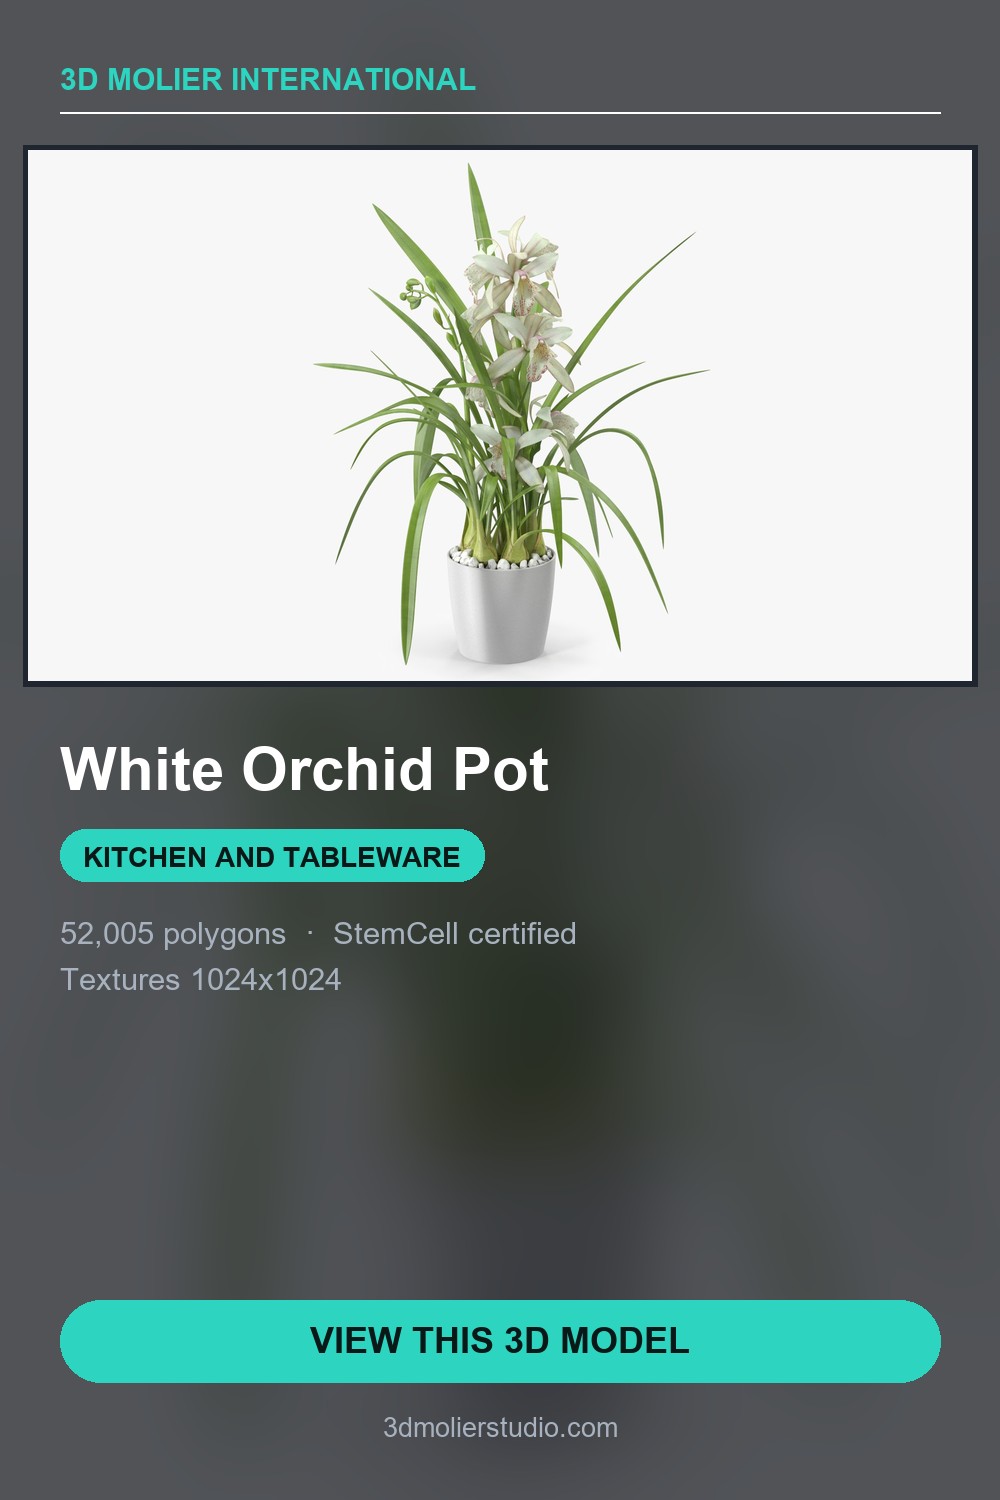 3D MOLIER INTERNATIONAL
White Orchid Pot
KITCHEN AND TABLEWARE
52,005 polygons · StemCell certified
Textures 1024x1024
VIEW THIS 3D MODEL
3dmolierstudio.com